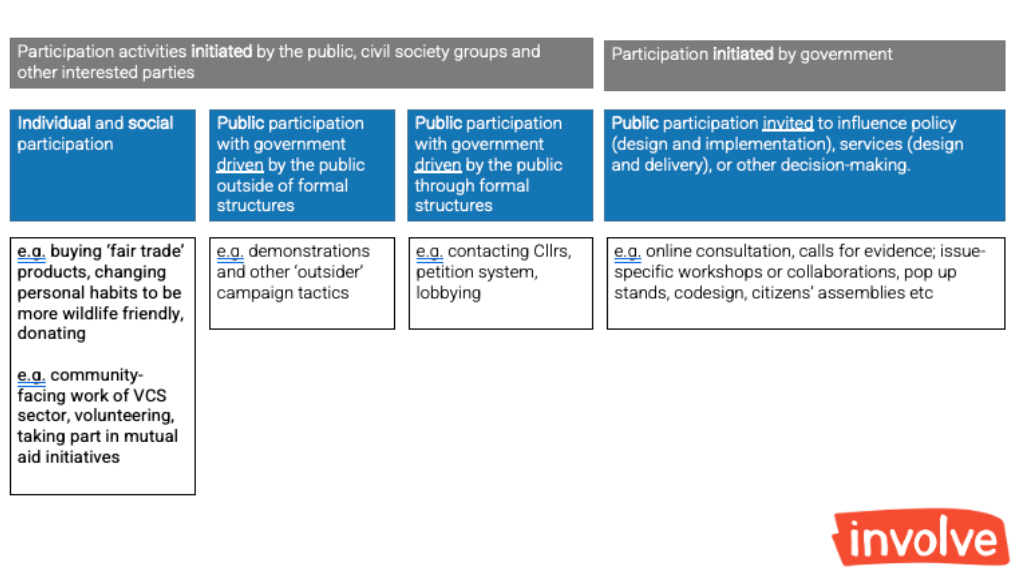 Participation activities initiated by the public, civil society groups and
other interested parties
Participation initiated by government
Individual and social
participation
Public participation
with government
driven by the public
outside of formal
structures
Public participation
with government
driven by the public
through formal
structures
Public participation invited to influence policy
(design and implementation), services (design
and delivery), or other decision-making.
e.g. buying ‘fair trade’
products, changing
personal habits to be
more wildlife friendly,
donating
e.g. community-
facing work of VCS
sector, volunteering,
taking part in mutual
aid initiatives
e.g. demonstrations
and other ‘outsider’
campaign tactics
e.g. contacting Cllrs,
petition system,
lobbying
e.g. online consultation, calls for evidence; issue-
specific workshops or collaborations, pop up
stands, codesign, citizens’ assemblies etc
involve